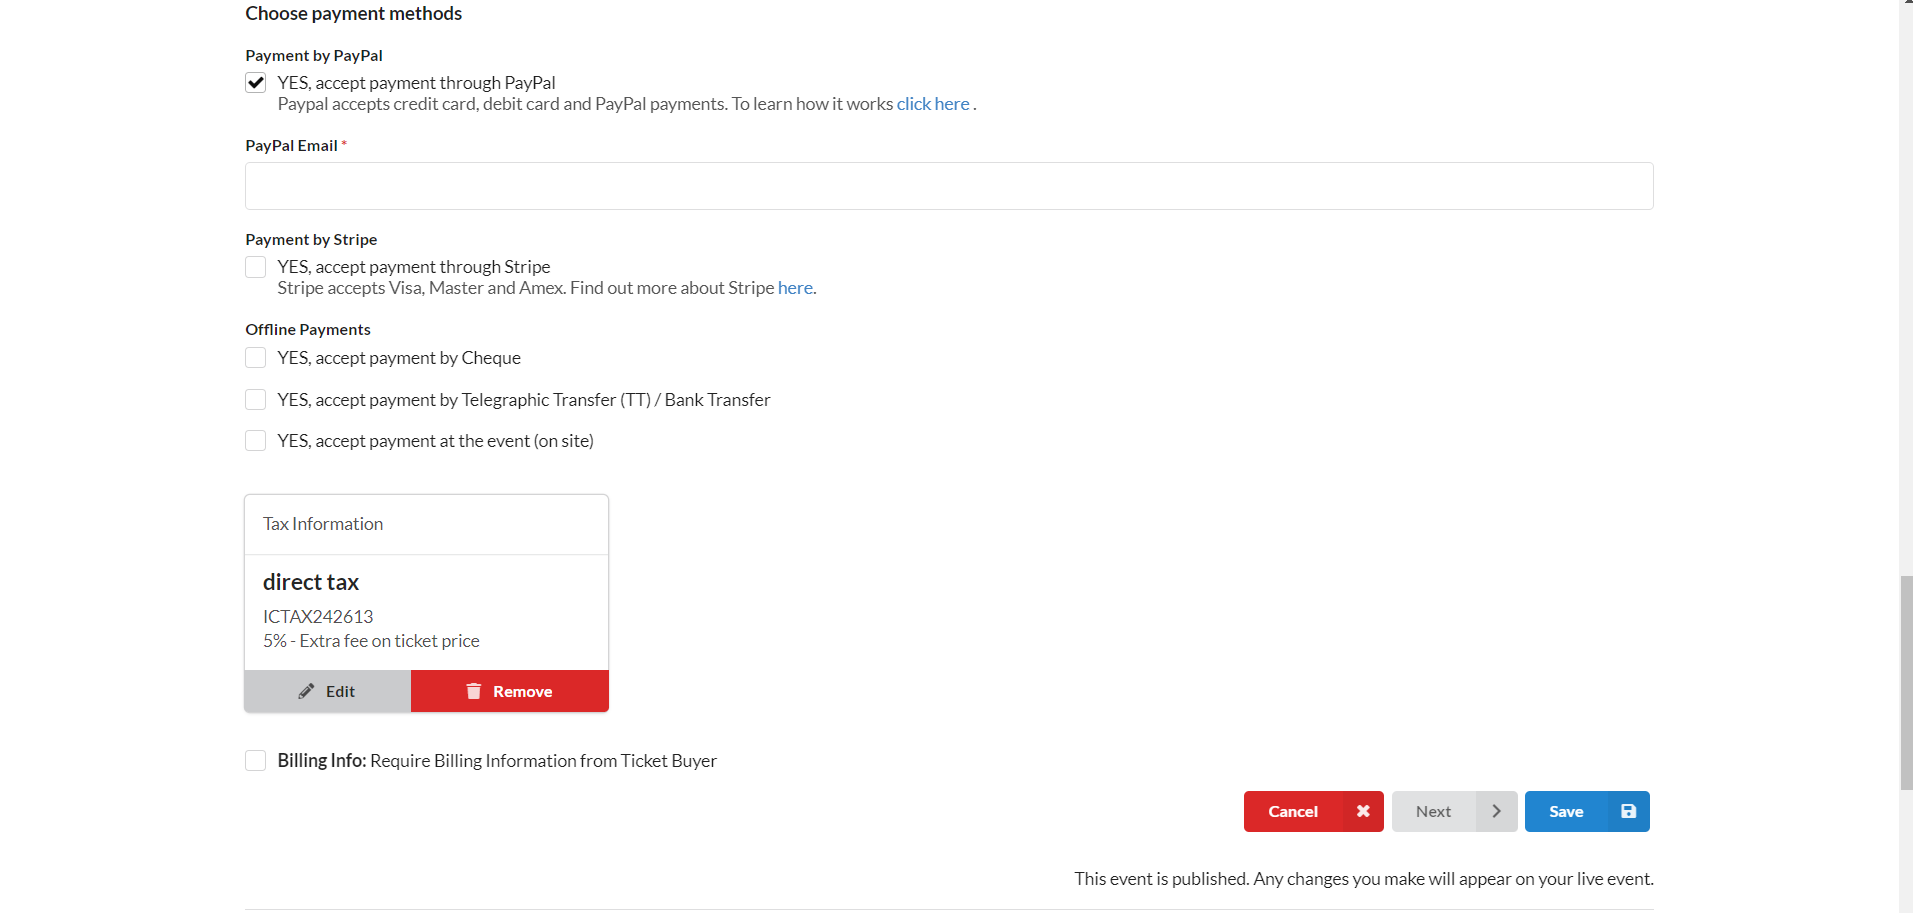 Choose payment methods
Payment by PayPal
YES, accept payment through PayPal
Paypal accepts credit card, debit card and PayPal payments. To learn how it works click here .
PayPal Email *
Payment by Stripe
YES, accept payment through Stripe
Stripe accepts Visa, Master and Amex. Find out more about Stripe here.
Offline Payments
YES, accept payment by Cheque
YES, accept payment by Telegraphic Transfer (TT) / Bank Transfer
YES, accept payment at the event (on site)
Tax Information
direct tax
ICTAX242613
5% - Extra fee on ticket price
Edit Remove
Billing Info: Require Billing Information from Ticket Buyer
Cancel Next Save
This event is published. Any changes you make will appear on your live event.